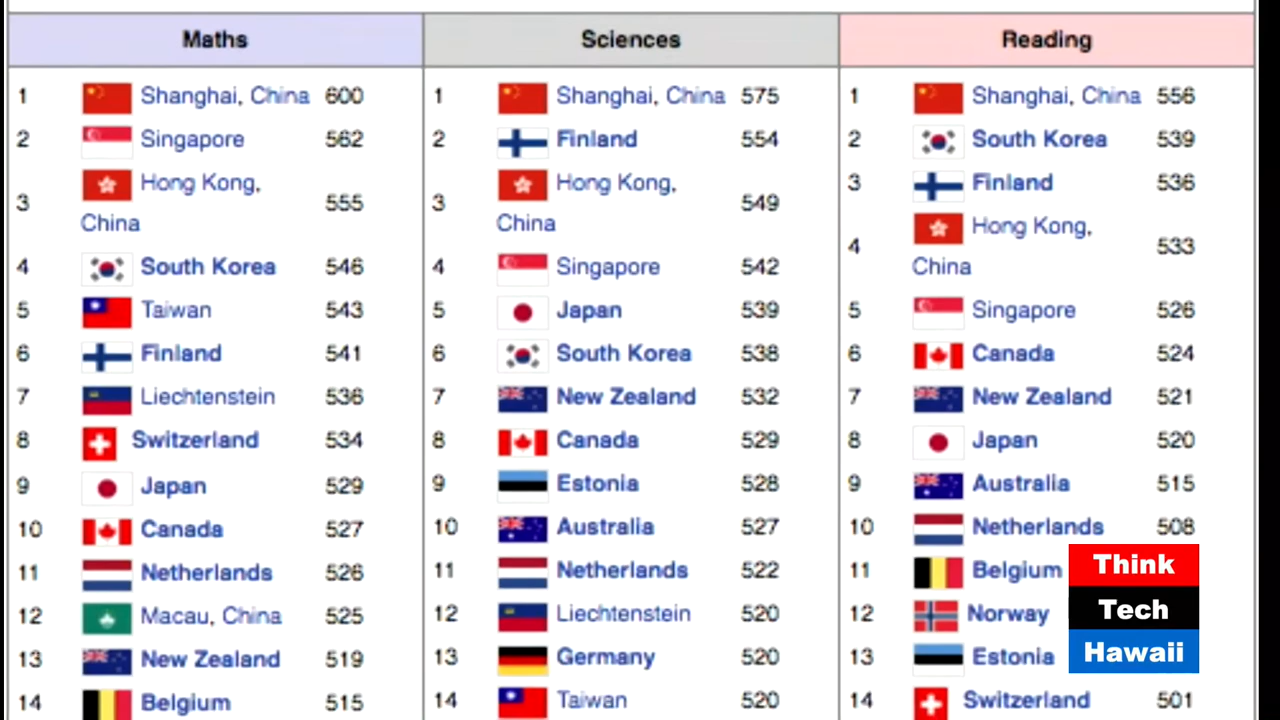 Maths
1 Shanghai, China 600
2 Singapore 562
3 Hong Kong, China 555
4 South Korea 546
5 Taiwan 543
6 Finland 541
7 Liechtenstein 536
8 Switzerland 534
9 Japan 529
10 Canada 527
11 Netherlands 526
12 Macau, China 525
13 New Zealand 519
14 Belgium 515
Sciences
1 Shanghai, China 575
2 Finland 554
3 Hong Kong, China 549
4 Singapore 542
5 Japan 539
6 South Korea 538
7 New Zealand 532
8 Canada 529
9 Estonia 528
10 Australia 527
11 Netherlands 522
12 Liechtenstein 520
13 Germany 520
14 Taiwan 520
Reading
1 Shanghai, China 556
2 South Korea 539
3 Finland 536
4 Hong Kong, China 533
5 Singapore 526
6 Canada 524
7 New Zealand 521
8 Japan 520
9 Australia 515
10 Netherlands 508
11 Belgium
12 Norway
13 Estonia
14 Switzerland 501
Think
Tech
Hawaii